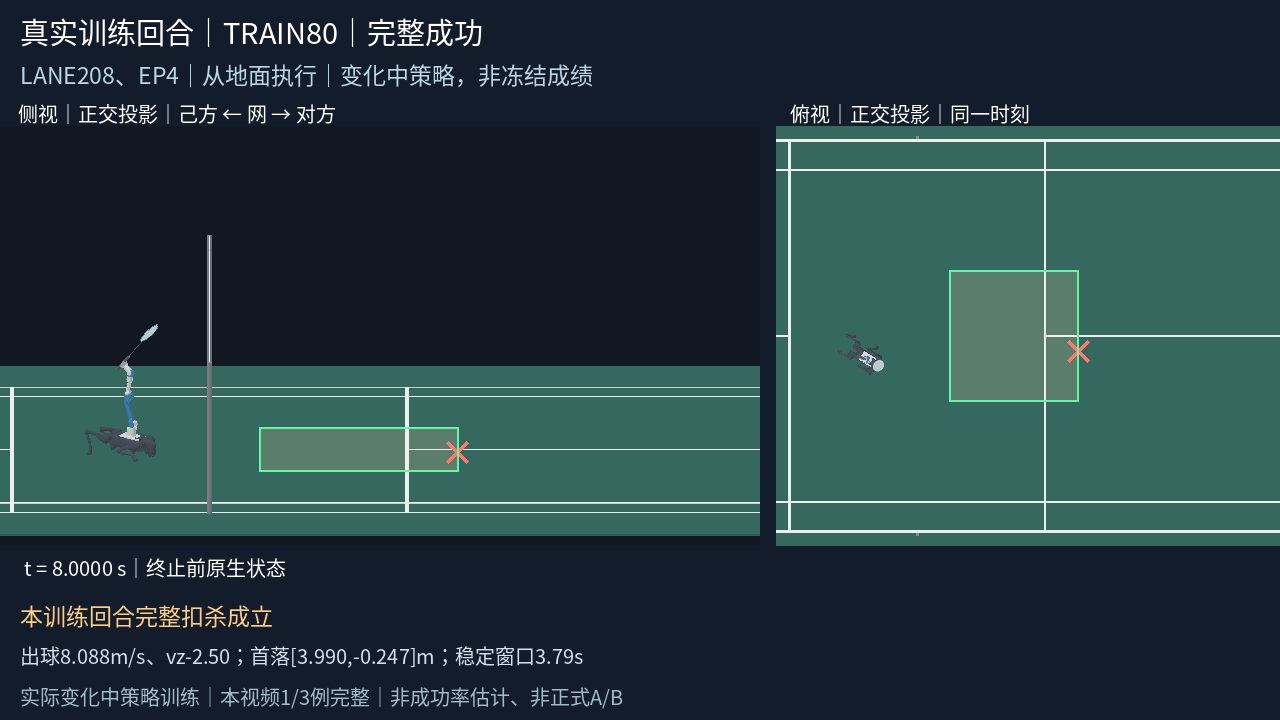 真实训练回合｜TRAIN80｜完整成功
LANE208、EP4｜从地面执行｜变化中策略，非冻结成绩
侧视｜正交投影｜己方 ← 网 → 对方
俯视｜正交投影｜同一时刻
t = 8.0000 s｜终止前原生状态
本训练回合完整扣杀成立
出球8.088m/s、vz-2.50；首落[3.990,-0.247]m；稳定窗口3.79s
实际变化中策略训练｜本视频1/3例完整｜非成功率估计、非正式A/B